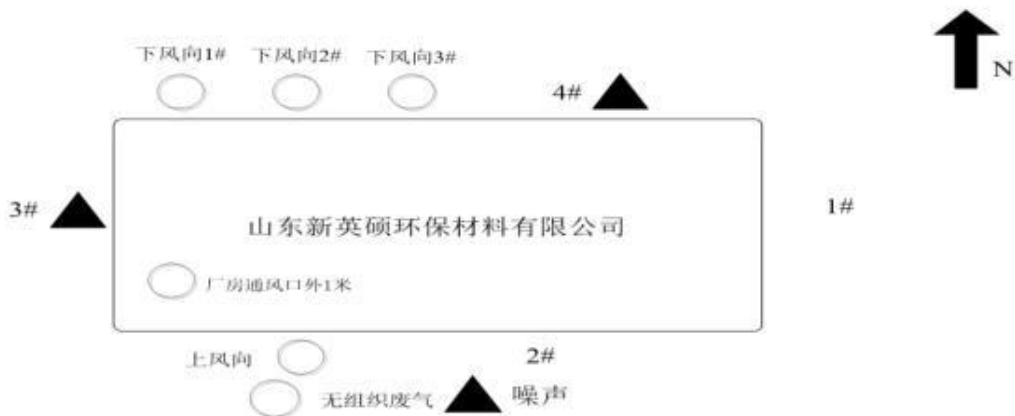 下风向1# 下风向2# 下风向3#
4#
N
3#
1#
山东新英硕环保材料有限公司
厂房通风口外1米
上风向
2#
无组织废气
噪声